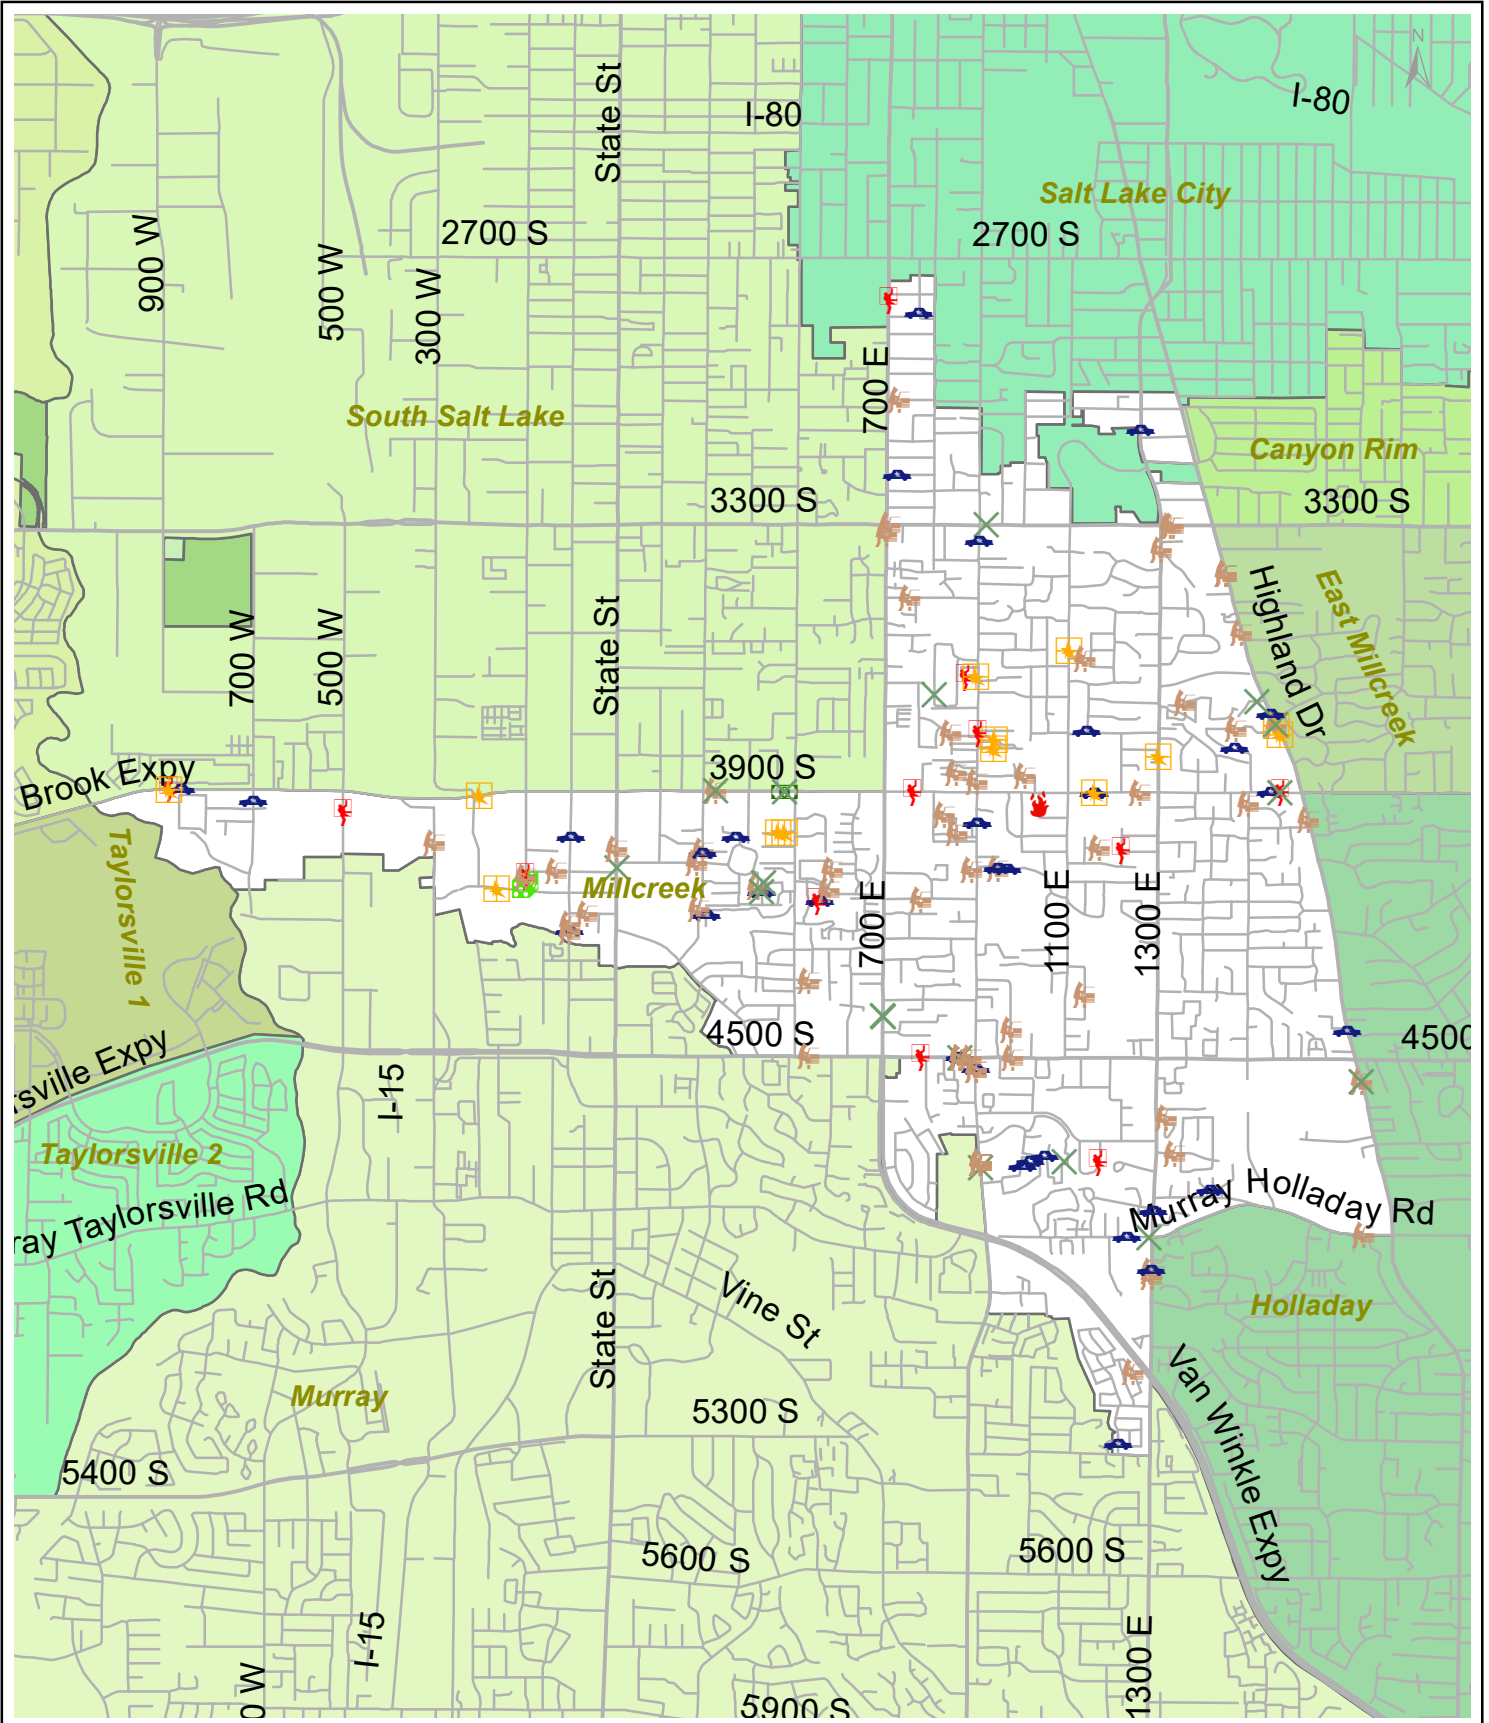 N
I-80
I-80
State St
Salt Lake City
2700 S
2700 S
900 W
500 W
300 W
700 E
South Salt Lake
Canyon Rim
3300 S
3300 S
Highland Dr
East Millcreek
700 W
500 W
State St
3900 S
Brook Expy
Taylorsville 1
Millcreek
700 E
1100 E
1300 E
4500 S
4500
rsville Expy
I-15
Taylorsville 2
ray Taylorsville Rd
Murray Holladay Rd
State St
Vine St
Holladay
Murray
5300 S
Van Winkle Expy
5400 S
5600 S
5600 S
I-15
0 W
1300 E
5900 S